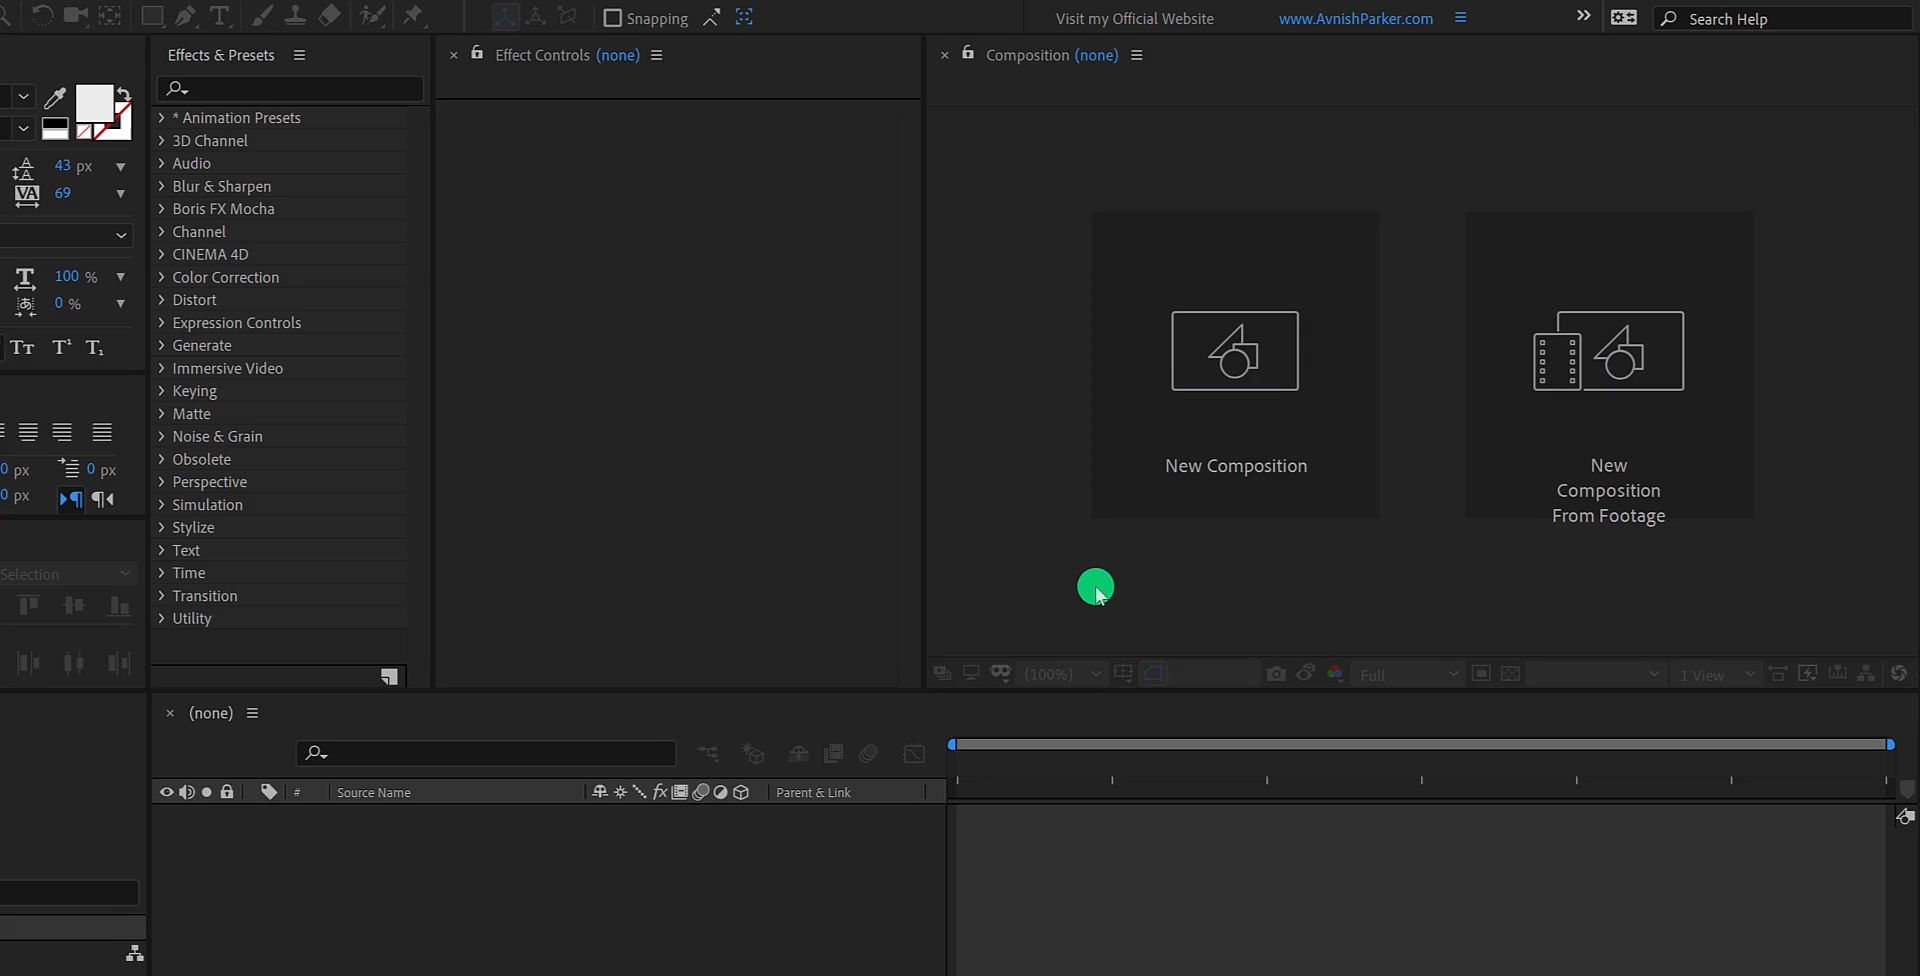 Snapping
Visit my Official Website
www.AvnishParker.com
Search Help
Effects & Presets
Effect Controls (none)
Composition (none)
* Animation Presets
3D Channel
Audio
Blur & Sharpen
Boris FX Mocha
Channel
CINEMA 4D
Color Correction
Distort
Expression Controls
Generate
Immersive Video
Keying
Matte
Noise & Grain
Obsolete
Perspective
Simulation
Stylize
Text
Time
Transition
Utility
43 px
69
100 %
0 %
0 px
0 px
0 px
Selection
New Composition
New
Composition
From Footage
(100%)
Full
1 View
(none)
#
Source Name
fx
Parent & Link